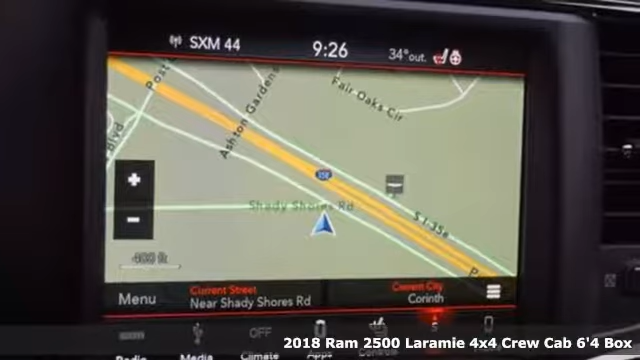 SXM 44 9:26 34°out.
Fair Oaks Cir
Ashton Gardens
Blvd
35E
Shady Shores Rd
S I-35e
400 ft
Menu
Current Street
Near Shady Shores Rd
Current City
Corinth
Radio Media OFF Climate Apps Controls
2018 Ram 2500 Laramie 4x4 Crew Cab 6'4 Box